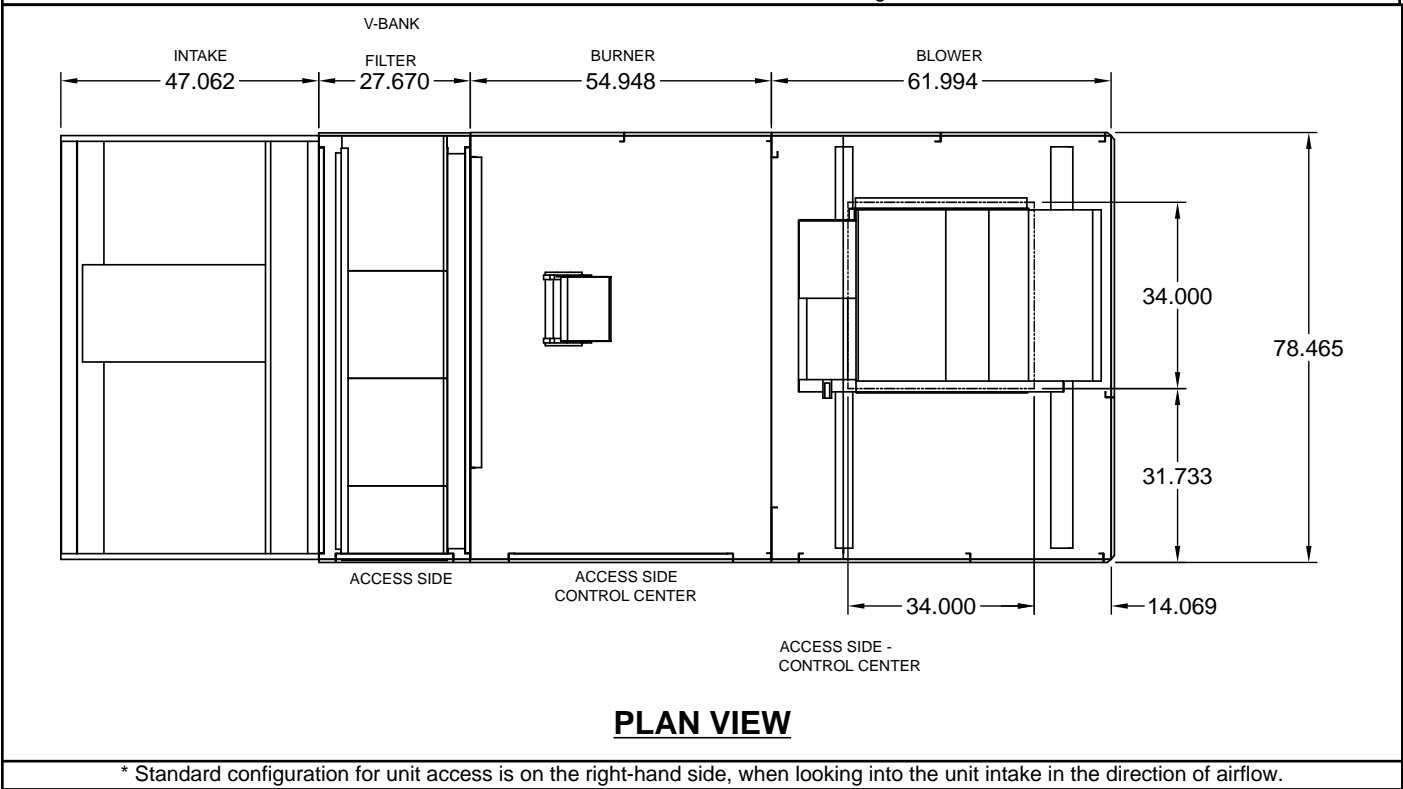 V-BANK
INTAKE
FILTER
BURNER
BLOWER
47.062
27.670
54.948
61.994
34.000
78.465
31.733
ACCESS SIDE
ACCESS SIDE
CONTROL CENTER
34.000
14.069
ACCESS SIDE -
CONTROL CENTER
PLAN VIEW
* Standard configuration for unit access is on the right-hand side, when looking into the unit intake in the direction of airflow.